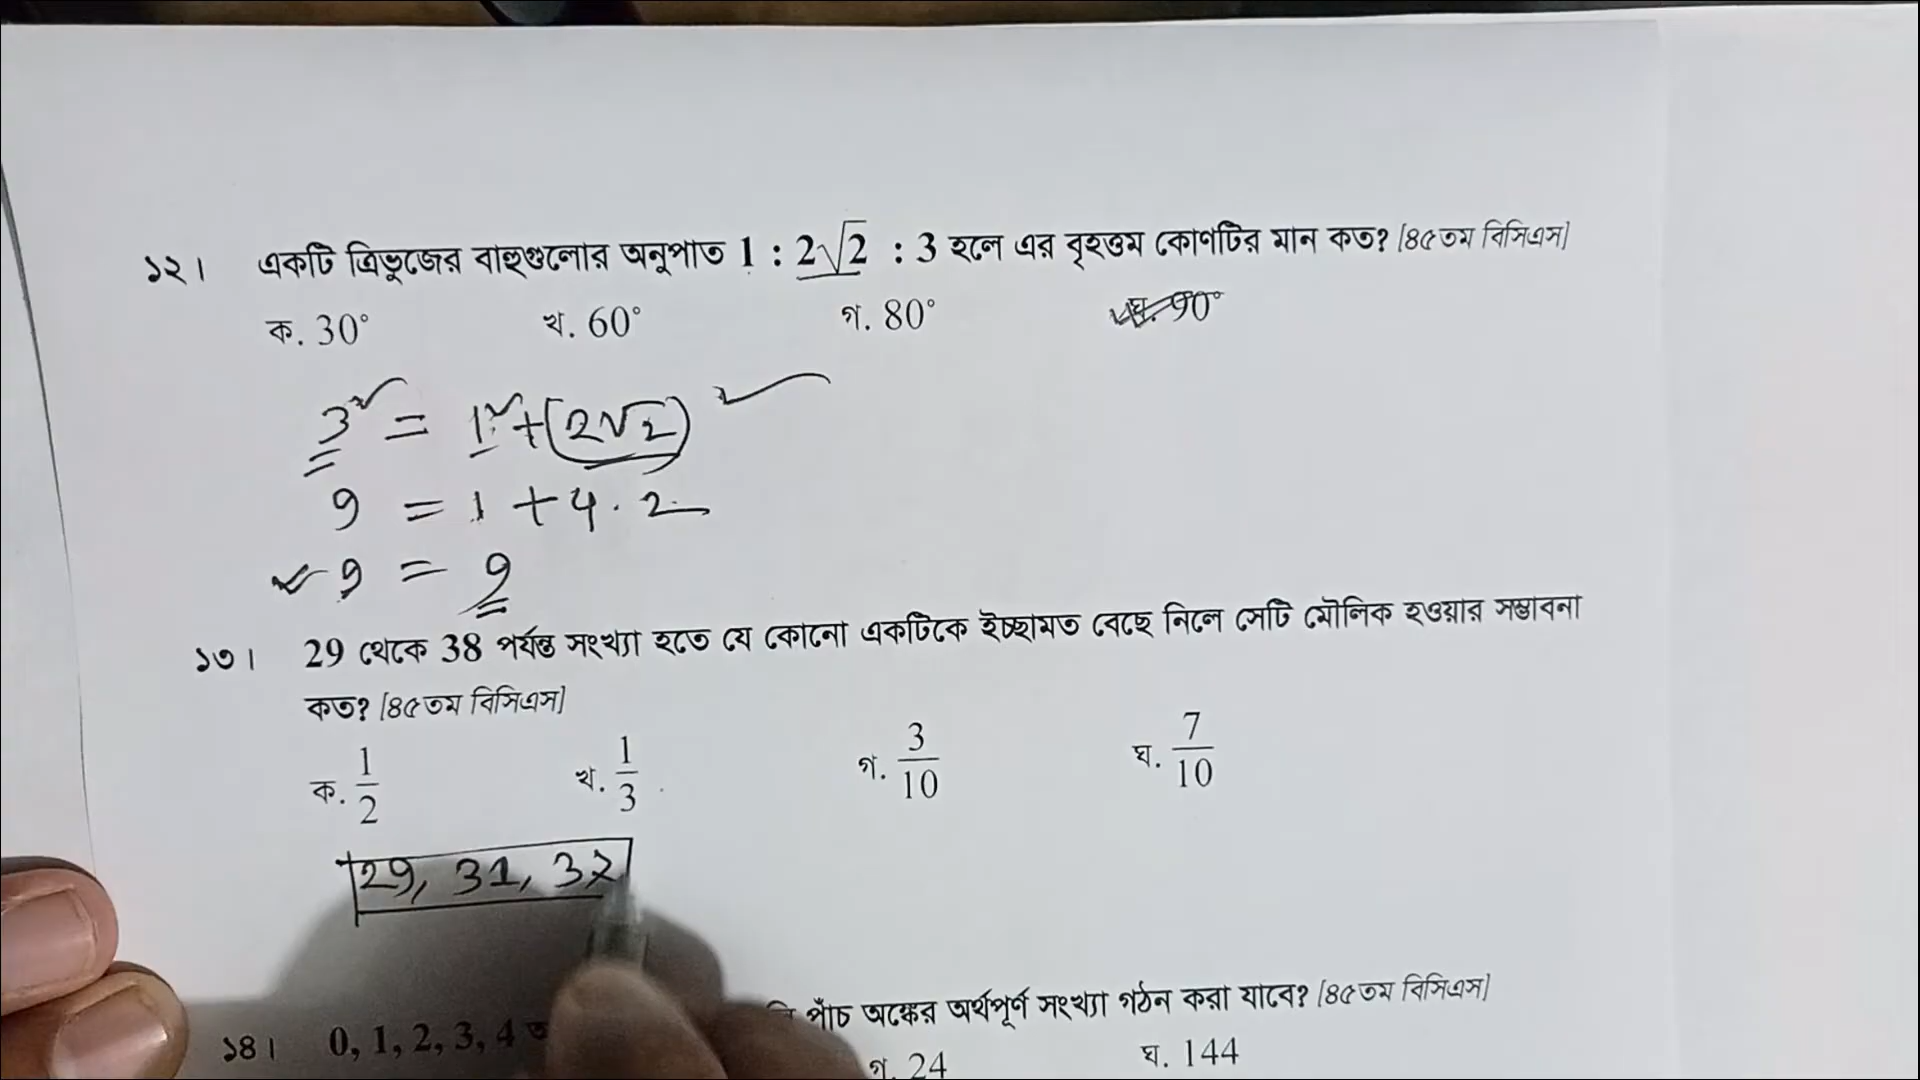 ১২। একটি ত্রিভুজের বাহুগুলোর অনুপাত 1 : 2√2 : 3 হলে এর বৃহত্তম কোণটির মান কত? [৪৫তম বিসিএস]
ক. 30° খ. 60° গ. 80° ঘ. 90°
3² = 1² + (2√2)²
9 = 1 + 4 . 2
9 = 9
১৩। 29 থেকে 38 পর্যন্ত সংখ্যা হতে যে কোনো একটিকে ইচ্ছামত বেছে নিলে সেটি মৌলিক হওয়ার সম্ভাবনা
কত? [৪৫তম বিসিএস]
ক. 1/2 খ. 1/3 গ. 3/10 ঘ. 7/10
29, 31,
১৪। 0, 1, 2, 3, 4 পাঁচ অঙ্কের অর্থপূর্ণ সংখ্যা গঠন করা যাবে? [৪৫তম বিসিএস]
গ. 24 ঘ. 144